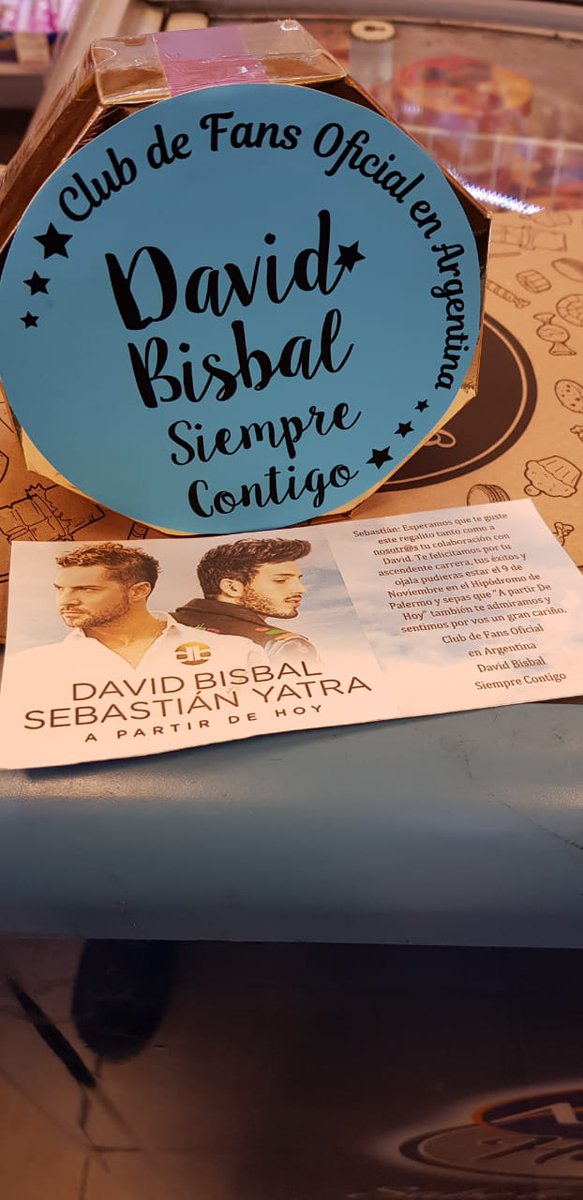 Club de Fans Oficial en Argentina
David
Bisbal
Siempre
Contigo
DAVID BISBAL
SEBASTIÁN YATRA
A PARTIR DE HOY
Sebastián: Esperamos que te guste
este regalito tanto como a
nosotr@s tu colaboración con
David. Te felicitamos por tu
ascendente carrera, tus éxitos y
ojala pudieras estar el 9 de
Noviembre en el Hipódromo de
Palermo y sepas que "A partir De
Hoy" también te admiramos y
sentimos por vos un gran cariño.
Club de Fans Oficial
en Argentina
David Bisbal
Siempre Contigo